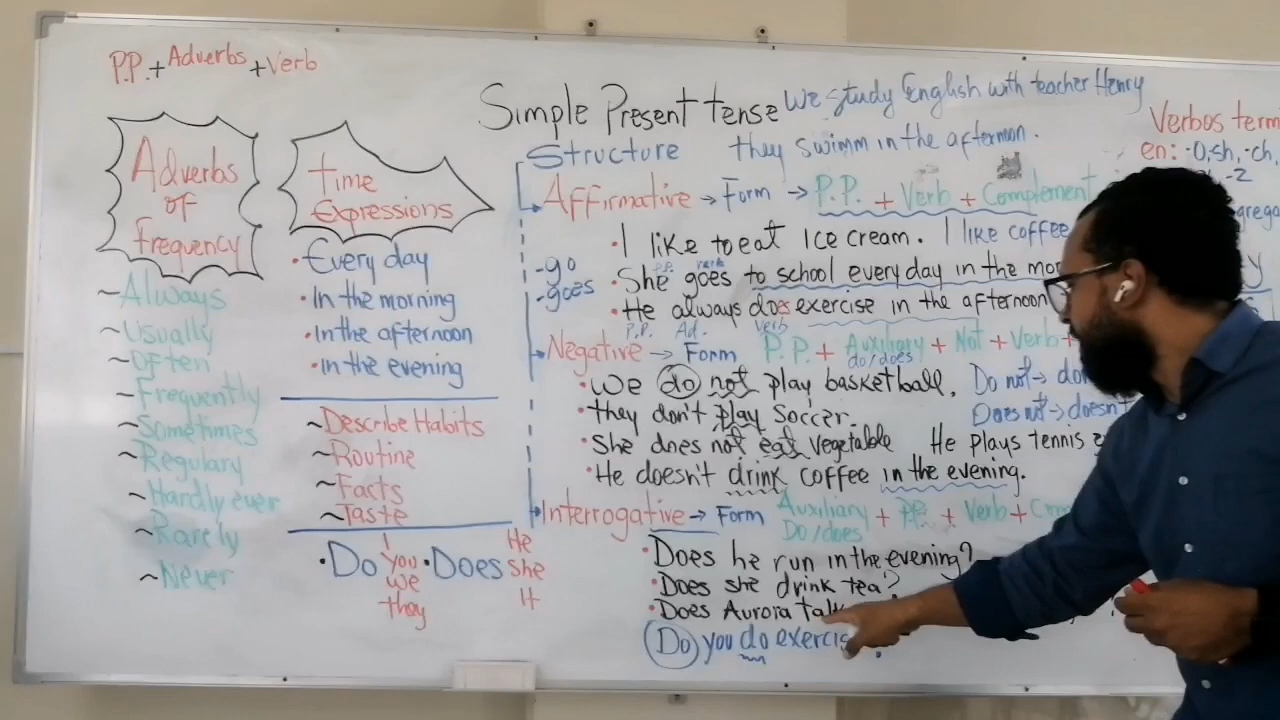 P.P. + Adverbs + Verb
Adverbs
of
frequency
~Always
~Usually
~Often
~Frequently
~Sometimes
~Regulary
~Hardly ever
~Rarely
~Never
Time
Expressions
•Every day
•In the morning
•In the afternoon
•In the evening
~Describe Habits
~Routine
~Facts
~Taste
•Do I you we they
•Does He She It
Simple Present tense
We study English with teacher Henry
Structure
they swimm in the afternoon.
Affirmative → Form → P.P. + Verb + Complement
•I like to eat Ice cream. I like coffee
-go
-goes
P.P. verb
•She goes to school every day in the
•He always does exercise in the afternoon
P.P. Ad. verb
Negative → Form P.P. + Auxiliary + Not + Verb +
do/does
•We do not play basketball.
•they don't play Soccer.
•She does not eat vegetable
•He doesn't drink coffee in the evening.
Do not →
Does not → doesn't
He plays tennis
Interrogative → Form Auxiliary + P.P. + Verb +
Do/does
•Does he run in the evening?
•Does she drink tea?
•Does Aurora
Do you do
Verbos
en: -O, sh, -ch,
-z